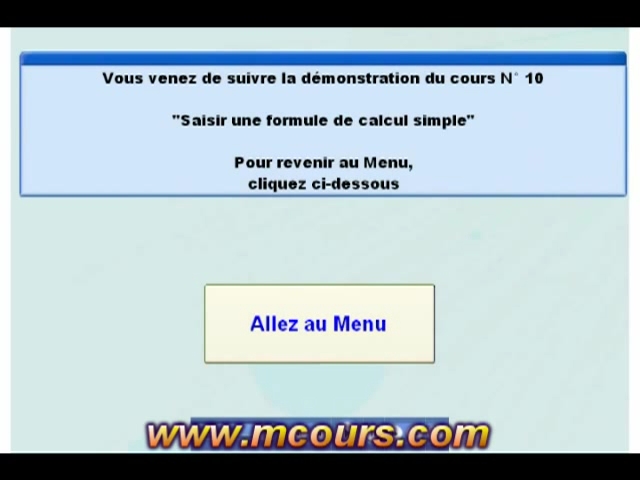 Vous venez de suivre la démonstration du cours N° 10
"Saisir une formule de calcul simple"
Pour revenir au Menu,
cliquez ci-dessous
Allez au Menu
www.mcours.com